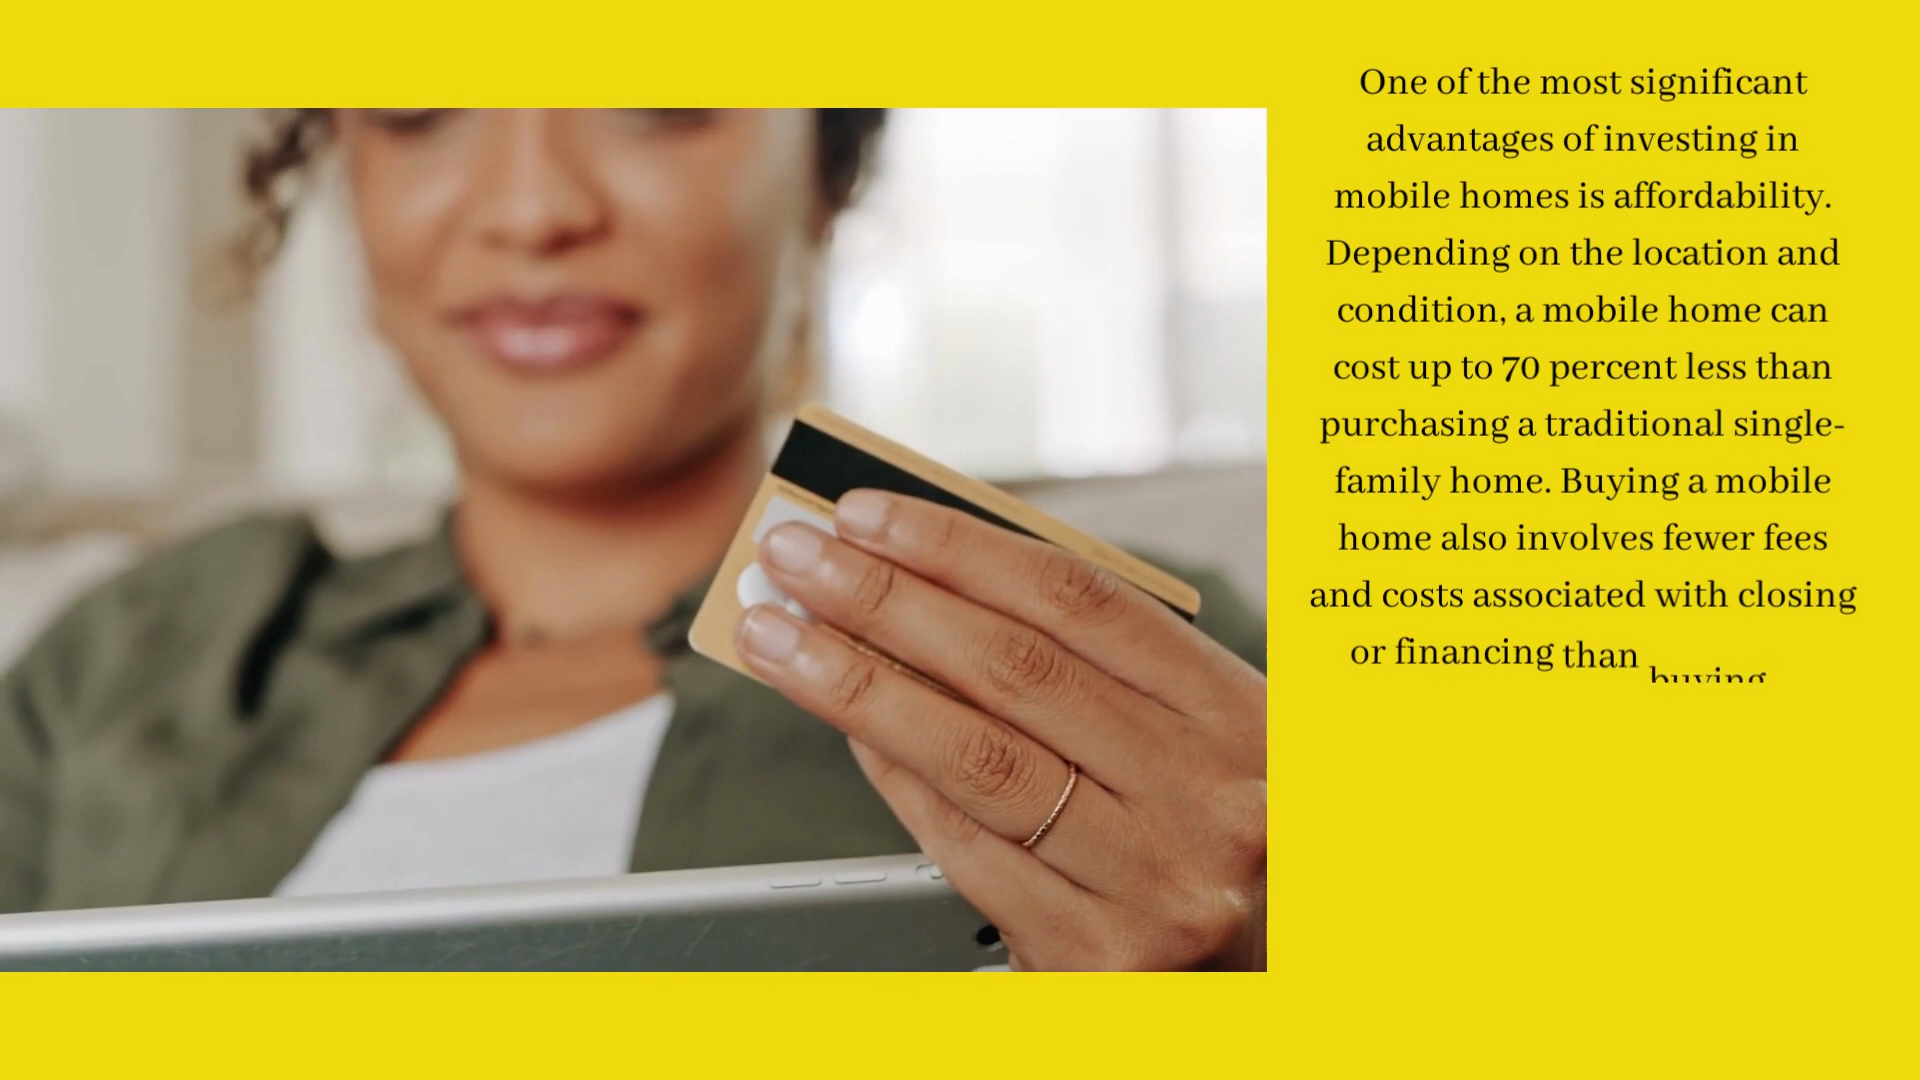 One of the most significant
advantages of investing in
mobile homes is affordability.
Depending on the location and
condition, a mobile home can
cost up to 70 percent less than
purchasing a traditional single-
family home. Buying a mobile
home also involves fewer fees
and costs associated with closing
or financing than buying